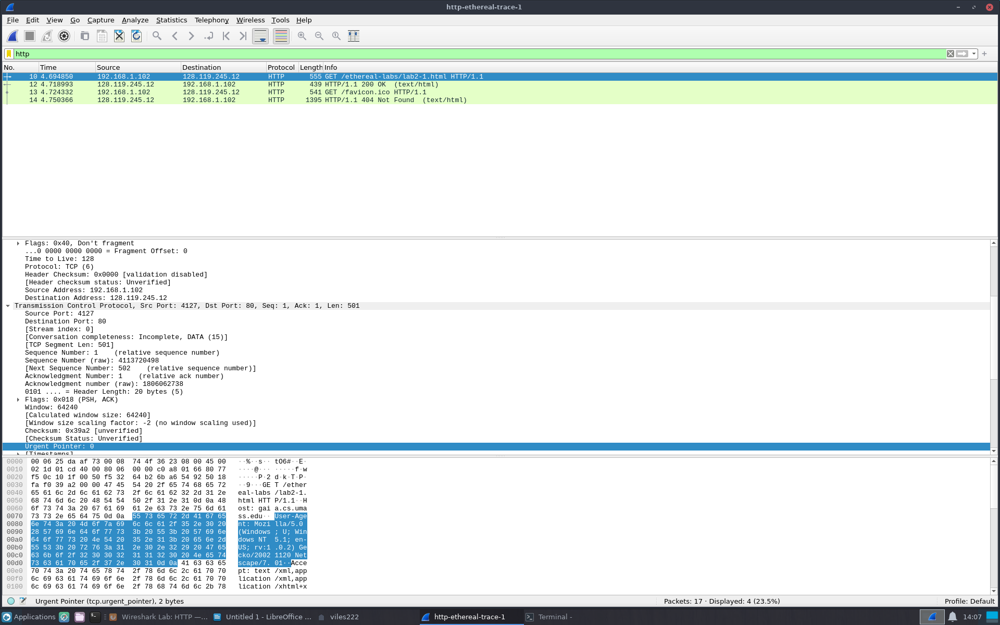 http-ethereal-trace-1
File Edit View Go Capture Analyze Statistics Telephony Wireless Tools Help
http
No. Time Source Destination Protocol Length Info
10 4.694850 192.168.1.102 128.119.245.12 HTTP 555 GET /ethereal-labs/lab2-1.html HTTP/1.1
12 4.718993 128.119.245.12 192.168.1.102 HTTP 439 HTTP/1.1 200 OK (text/html)
13 4.724332 192.168.1.102 128.119.245.12 HTTP 541 GET /favicon.ico HTTP/1.1
14 4.750366 128.119.245.12 192.168.1.102 HTTP 1395 HTTP/1.1 404 Not Found (text/html)
Flags: 0x40, Don't fragment
...0 0000 0000 0000 = Fragment Offset: 0
Time to Live: 128
Protocol: TCP (6)
Header Checksum: 0x0000 [validation disabled]
[Header checksum status: Unverified]
Source Address: 192.168.1.102
Destination Address: 128.119.245.12
Transmission Control Protocol, Src Port: 4127, Dst Port: 80, Seq: 1, Ack: 1, Len: 501
Source Port: 4127
Destination Port: 80
[Stream index: 0]
[Conversation completeness: Incomplete, DATA (15)]
[TCP Segment Len: 501]
Sequence Number: 1 (relative sequence number)
Sequence Number (raw): 4113720498
[Next Sequence Number: 502 (relative sequence number)]
Acknowledgment Number: 1 (relative ack number)
Acknowledgment number (raw): 1806062738
0101 .... = Header Length: 20 bytes (5)
Flags: 0x018 (PSH, ACK)
Window: 64240
[Calculated window size: 64240]
[Window size scaling factor: -2 (no window scaling used)]
Checksum: 0x39a2 [unverified]
[Checksum Status: Unverified]
Urgent Pointer: 0
[Timestamps]
0000 00 06 25 da af 73 00 08 74 4f 36 23 08 00 45 00 ··%··s·· tO6#··E·
0010 02 1d 01 cd 40 00 80 06 00 00 c0 a8 01 66 80 77 ····@··· ·····f·w
0020 f5 0c 10 1f 00 50 f5 32 64 b2 6b a6 54 92 50 18 ·····P·2 d·k·T·P·
0030 fa f0 39 a2 00 00 47 45 54 20 2f 65 74 68 65 72 ··9···GE T /ether
0040 65 61 6c 2d 6c 61 62 73 2f 6c 61 62 32 2d 31 2e eal-labs /lab2-1.
0050 68 74 6d 6c 20 48 54 54 50 2f 31 2e 31 0d 0a 48 html HTT P/1.1··H
0060 6f 73 74 3a 20 67 61 69 61 2e 63 73 2e 75 6d 61 ost: gai a.cs.uma
0070 73 73 2e 65 64 75 0d 0a 55 73 65 72 2d 41 67 65 ss.edu·· User-Age
0080 6e 74 3a 20 4d 6f 7a 69 6c 6c 61 2f 35 2e 30 20 nt: Mozi lla/5.0
0090 28 57 69 6e 64 6f 77 73 3b 20 55 3b 20 57 69 6e (Windows ; U; Win
00a0 64 6f 77 73 20 4e 54 20 35 2e 31 3b 20 65 6e 2d dows NT 5.1; en-
00b0 55 53 3b 20 72 76 3a 31 2e 30 2e 32 29 20 47 65 US; rv:1 .0.2) Ge
00c0 63 6b 6f 2f 32 30 30 32 31 31 32 30 20 4e 65 74 cko/2002 1120 Net
00d0 73 63 61 70 65 2f 37 2e 30 31 0d 0a 41 63 63 65 scape/7. 01··Acce
00e0 70 74 3a 20 74 65 78 74 2f 78 6d 6c 2c 61 70 70 pt: text /xml,app
00f0 6c 69 63 61 74 69 6f 6e 2f 78 6d 6c 2c 61 70 70 lication /xml,app
0100 6c 69 63 61 74 69 6f 6e 2f 78 68 74 6d 6c 2b 78 lication /xhtml+x
Urgent Pointer (tcp.urgent_pointer), 2 bytes Packets: 17 · Displayed: 4 (23.5%) Profile: Default
Applications Wireshark Lab: HTTP —... Untitled 1 - LibreOffice ... viles222 http-ethereal-trace-1 Terminal - 14:07